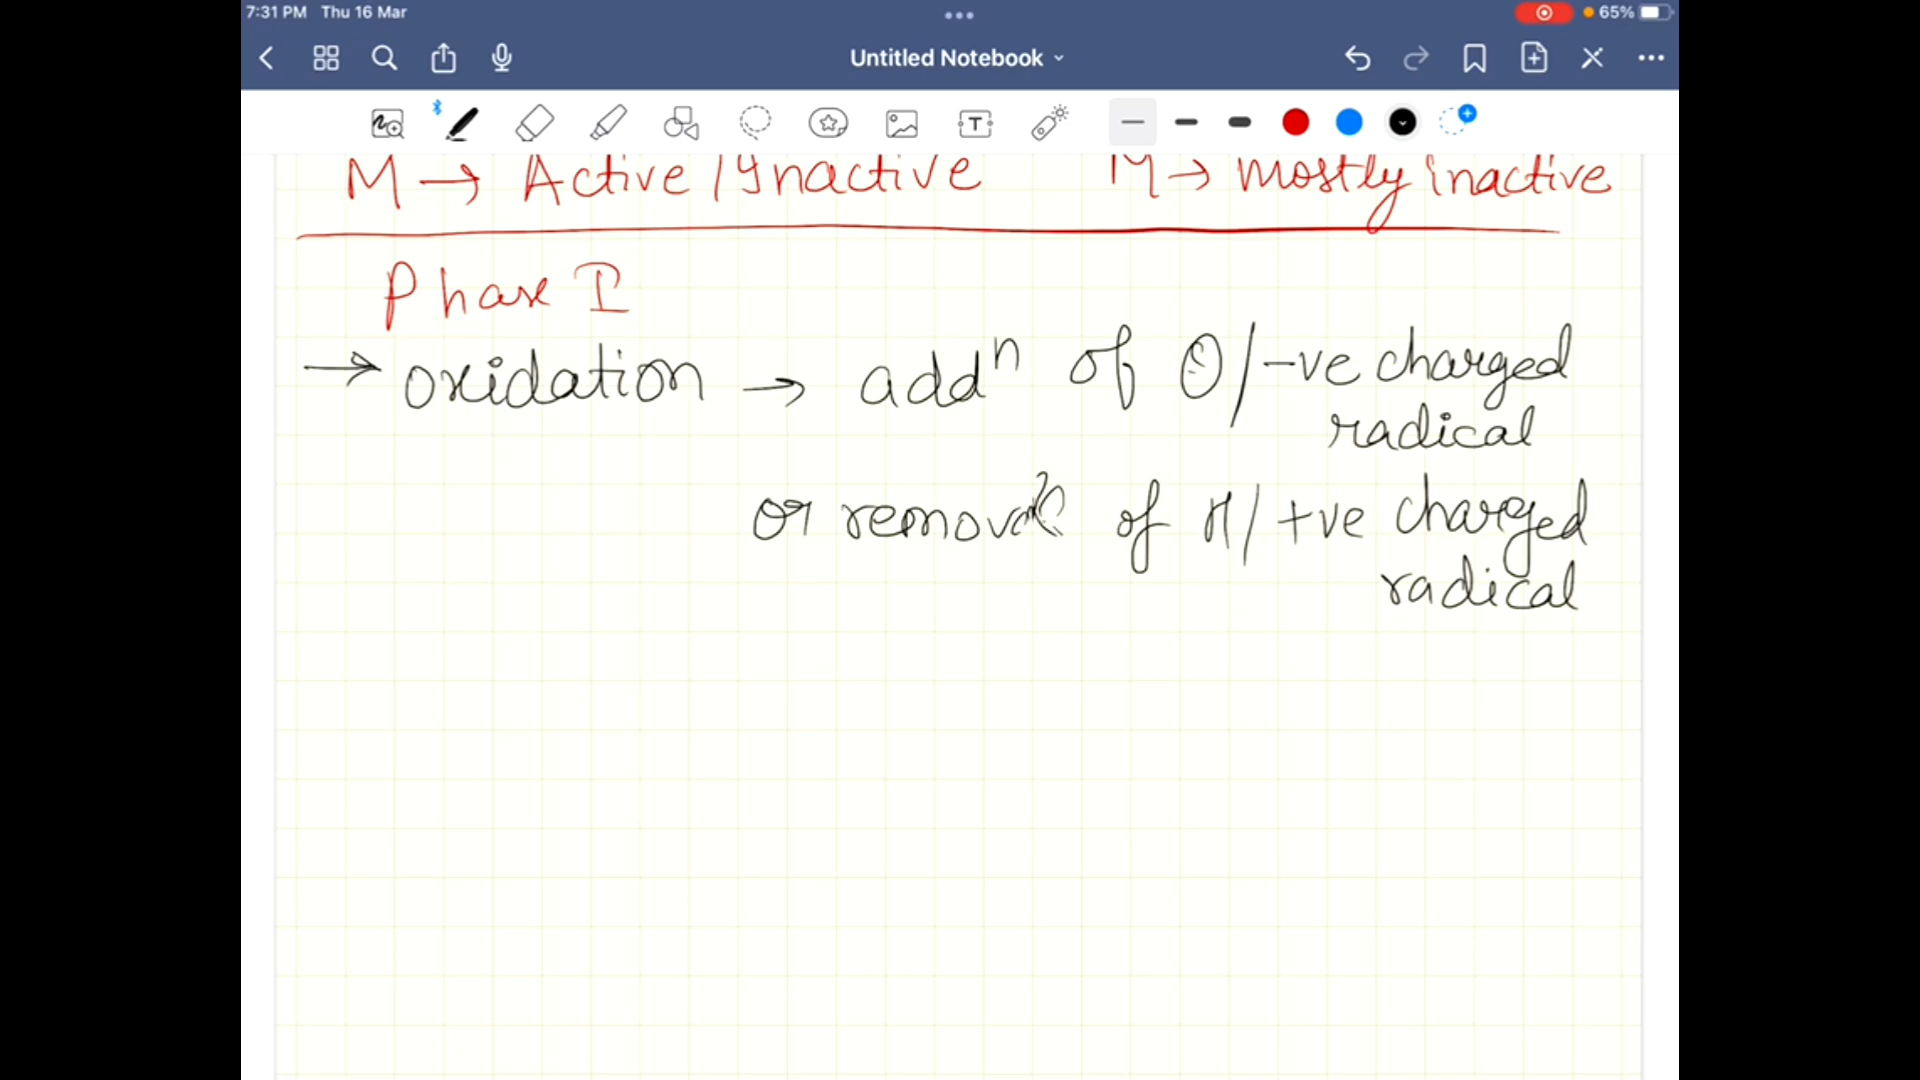 7:31 PM Thu 16 Mar
65%
Untitled Notebook
T
M → Active / Inactive M → mostly inactive
Phase I
→ oxidation → addⁿ of O/-ve charged
radical
or removal of H/+ve charged
radical